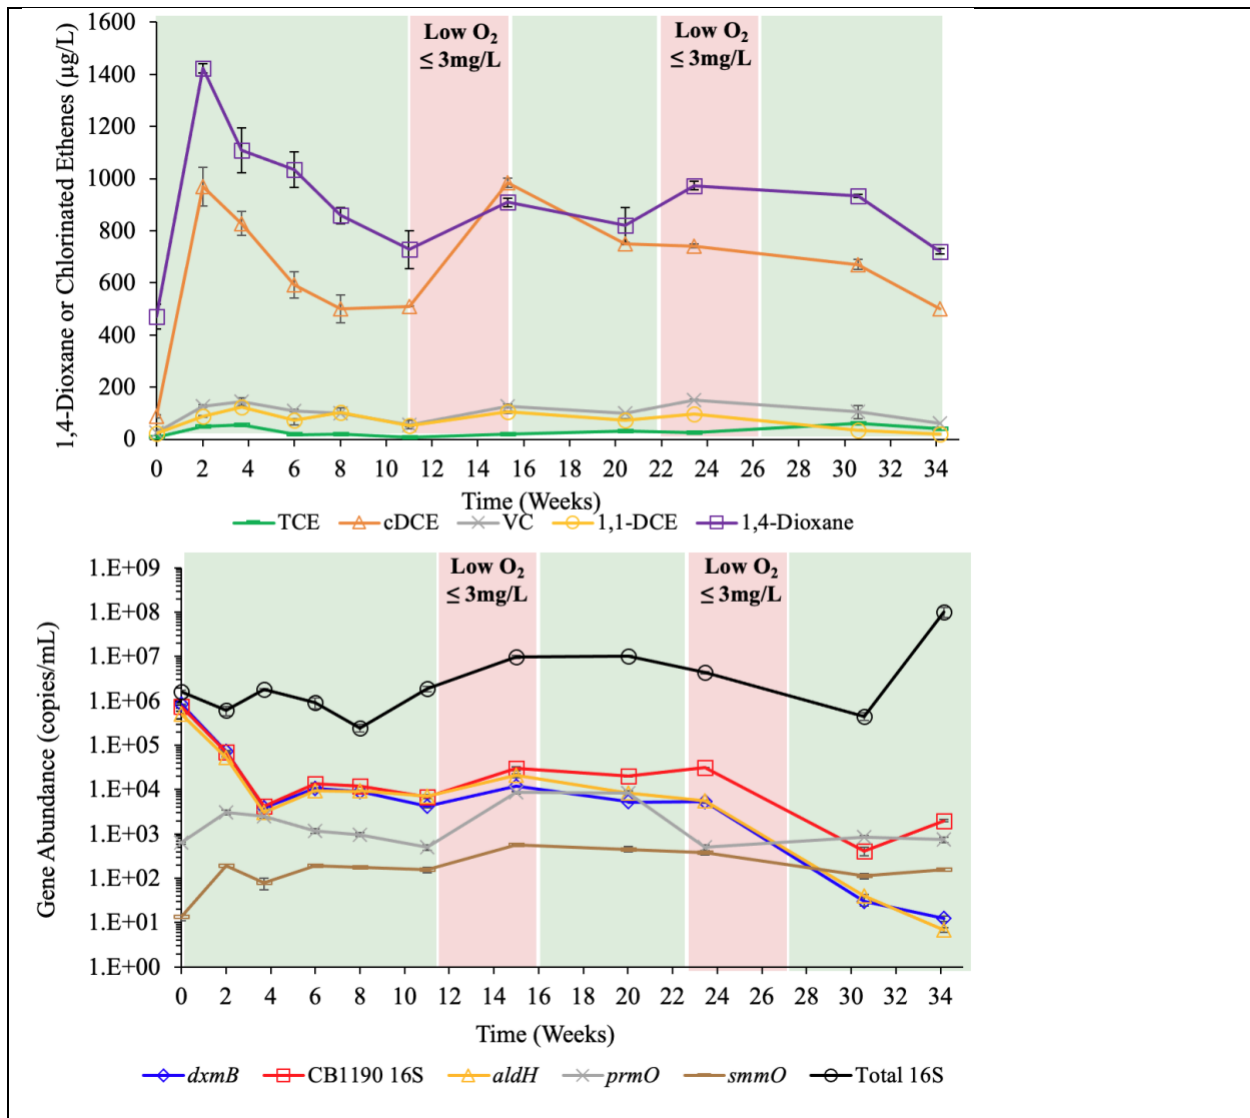 1,4-Dioxane or Chlorinated Ethenes (µg/L)
1600
1400
1200
1000
800
600
400
200
0
Low O₂
≤ 3mg/L
Low O₂
≤ 3mg/L
0 2 4 6 8 10 12 14 16 18 20 22 24 26 28 30 32 34
Time (Weeks)
TCE cDCE VC 1,1-DCE 1,4-Dioxane
Gene Abundance (copies/mL)
1.E+09
1.E+08
1.E+07
1.E+06
1.E+05
1.E+04
1.E+03
1.E+02
1.E+01
1.E+00
Low O₂
≤ 3mg/L
Low O₂
≤ 3mg/L
0 2 4 6 8 10 12 14 16 18 20 22 24 26 28 30 32 34
Time (Weeks)
dxmB CB1190 16S aldH prmO smmO Total 16S